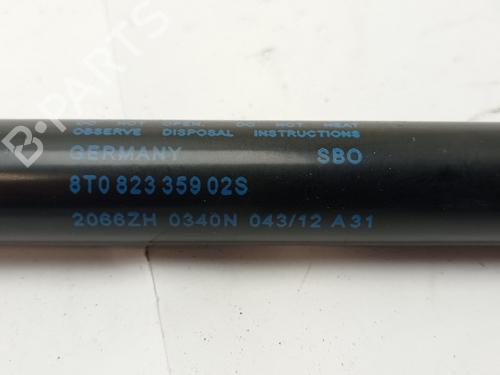 DO NOT OPEN. DO NOT HEAT
OBSERVE DISPOSAL INSTRUCTIONS
GERMANY SBO
8T0 823 359 02S
2066ZH 0340N 043/12 A31
B-PARTS